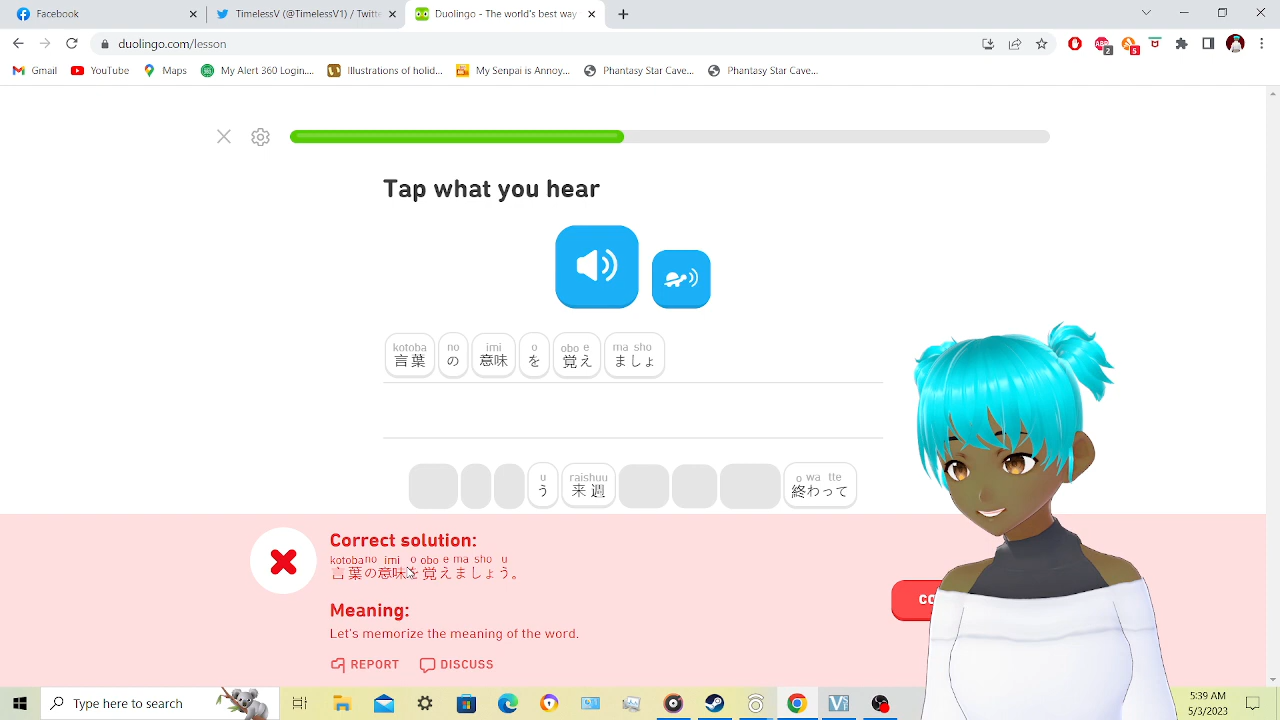 Facebook
TimelessV (@TimelessV1) / Twitte
Duolingo - The world's best way
duolingo.com/lesson
2
5
Gmail
YouTube
Maps
My Alert 360 Login...
Illustrations of holid...
My Senpai is Annoy...
Phantasy Star Cave...
Phantasy Star Cave...
Tap what you hear
kotoba no imi o obo e ma sho
言葉 の 意味 を 覚え ましょ
u raishuu o wa tte
う 来週 終わって
Correct solution:
kotoba no imi o obo e ma sho u
言葉の意味を覚えましょう。
CO
Meaning:
Let's memorize the meaning of the word.
REPORT
DISCUSS
Type here to search
5:39 AM
5/3/2023